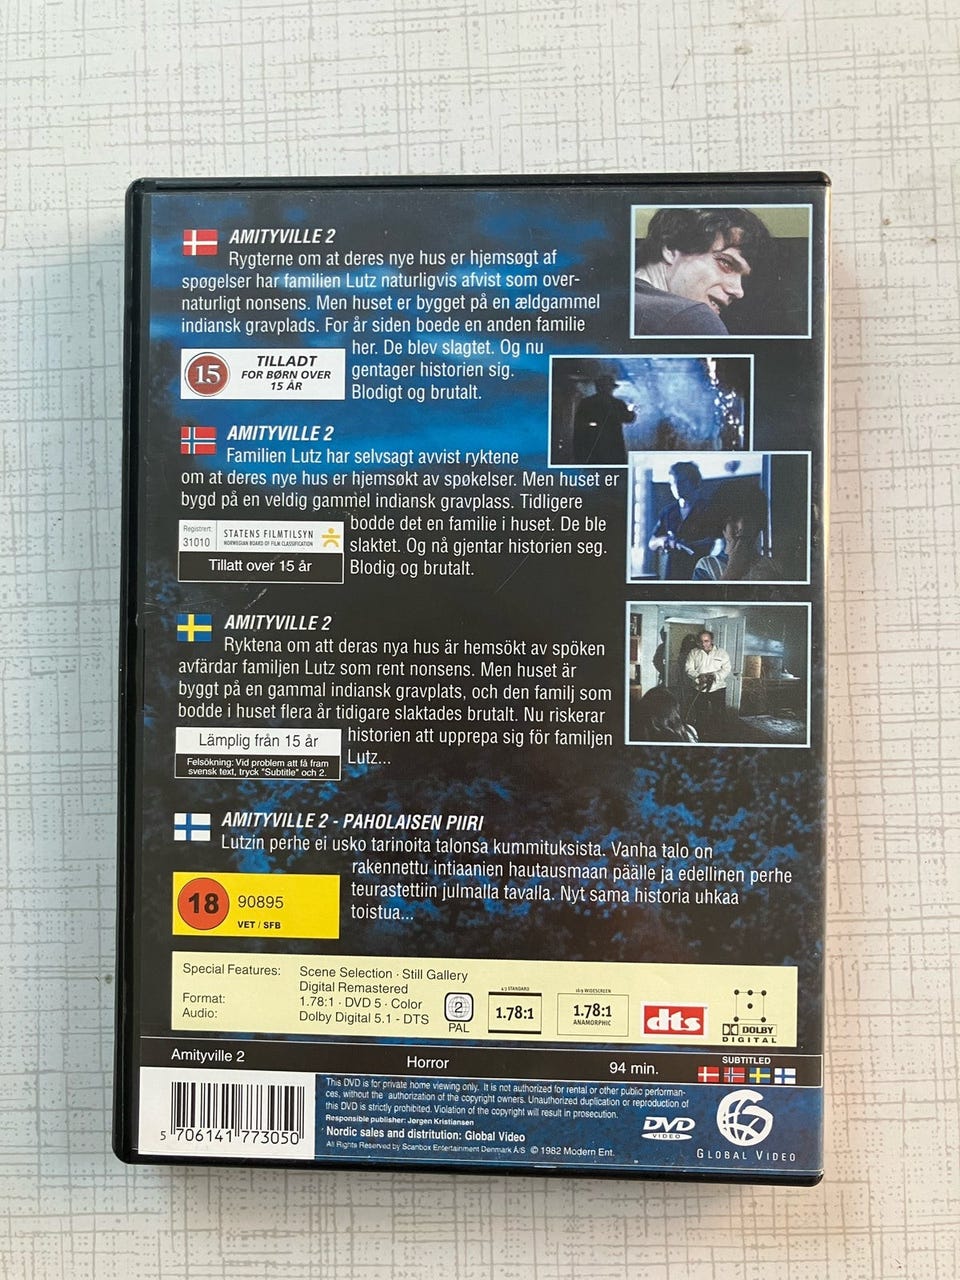 AMITYVILLE 2
Rygterne om at deres nye hus er hjemsøgt af
spøgelser har familien Lutz naturligvis afvist som over-
naturligt nonsens. Men huset er bygget på en ældgammel
indiansk gravplads. For år siden boede en anden familie
her. De blev slagtet. Og nu
gentager historien sig.
Blodigt og brutalt.
15
TILLADT
FOR BØRN OVER
15 ÅR
AMITYVILLE 2
Familien Lutz har selvsagt avvist ryktene
om at deres nye hus er hjemsøkt av spøkelser. Men huset er
bygd på en veldig gammel indiansk gravplass. Tidligere
bodde det en familie i huset. De ble
slaktet. Og nå gjentar historien seg.
Blodig og brutalt.
Registrert:
31010
STATENS FILMTILSYN
NORWEGIAN BOARD OF FILM CLASSIFICATION
Tillatt over 15 år
AMITYVILLE 2
Ryktena om att deras nya hus är hemsökt av spöken
avfärdar familjen Lutz som rent nonsens. Men huset är
byggt på en gammal indiansk gravplats, och den familj som
bodde i huset flera år tidigare slaktades brutalt. Nu riskerar
historien att upprepa sig för familjen
Lutz...
Lämplig från 15 år
Felsökning: Vid problem att få fram
svensk text, tryck "Subtitle" och 2.
AMITYVILLE 2 - PAHOLAISEN PIIRI
Lutzin perhe ei usko tarinoita talonsa kummituksista. Vanha talo on
rakennettu intiaanien hautausmaan päälle ja edellinen perhe
teurastettiin julmalla tavalla. Nyt sama historia uhkaa
toistua...
18
90895
VET / SFB
Special Features: Scene Selection · Still Gallery
Digital Remastered
Format: 1.78:1 · DVD 5 · Color
Audio: Dolby Digital 5.1 - DTS
2
PAL
4:3 STANDARD
1.78:1
16:9 WIDESCREEN
1.78:1
ANAMORPHIC
dts
DOLBY
DIGITAL
Amityville 2 Horror 94 min.
SUBTITLED
This DVD is for private home viewing only. It is not authorized for rental or other public performan-
ces, without the authorization of the copyright owners. Unauthorized duplication or reproduction of
this DVD is strictly prohibited. Violation of the copyright will result in prosecution.
Responsible publisher: Jørgen Kristiansen
Nordic sales and distritution: Global Video
All Rights Reserved by Scanbox Entertainment Denmark A/S © 1982 Modern Ent.
5 706141 773050
DVD
VIDEO
GLOBAL VIDEO